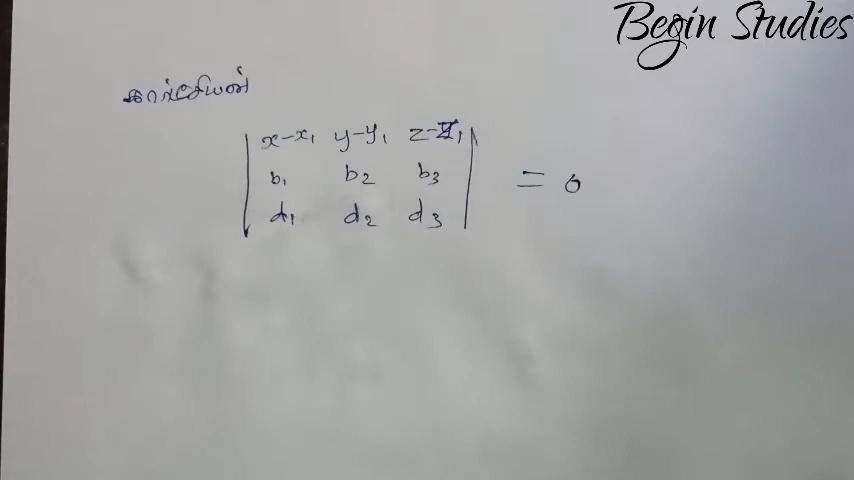 Begin Studies
கார்ட்சியன்
| x-x₁ y-y₁ z-z₁ |
| b₁ b₂ b₃ | = 0
| d₁ d₂ d₃ |